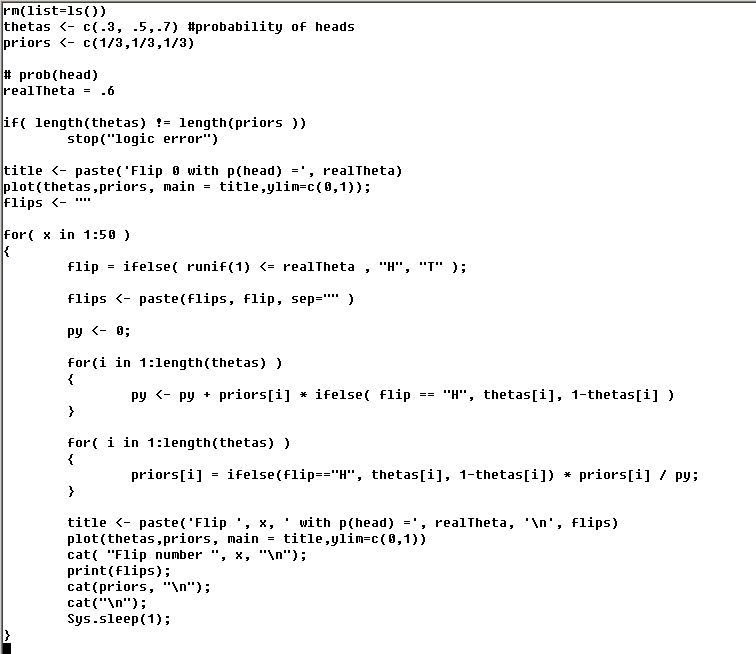 rm(list=ls())
thetas <- c(.3, .5,.7) #probability of heads
priors <- c(1/3,1/3,1/3)

# prob(head)
realTheta = .6

if( length(thetas) != length(priors ))
        stop("logic error")

title <- paste('Flip 0 with p(head) =', realTheta)
plot(thetas,priors, main = title,ylim=c(0,1));
flips <- ""

for( x in 1:50 )
{
        flip = ifelse( runif(1) <= realTheta , "H", "T" );

        flips <- paste(flips, flip, sep="" )

        py <- 0;

        for(i in 1:length(thetas) )
        {
                py <- py + priors[i] * ifelse( flip == "H", thetas[i], 1-thetas[i] )
        }

        for( i in 1:length(thetas) )
        {
                priors[i] = ifelse(flip=="H", thetas[i], 1-thetas[i]) * priors[i] / py;
        }

        title <- paste('Flip ', x, ' with p(head) =', realTheta, '\n', flips)
        plot(thetas,priors, main = title,ylim=c(0,1))
        cat( "Flip number ", x, "\n");
        print(flips);
        cat(priors, "\n");
        cat("\n");
        Sys.sleep(1);
}